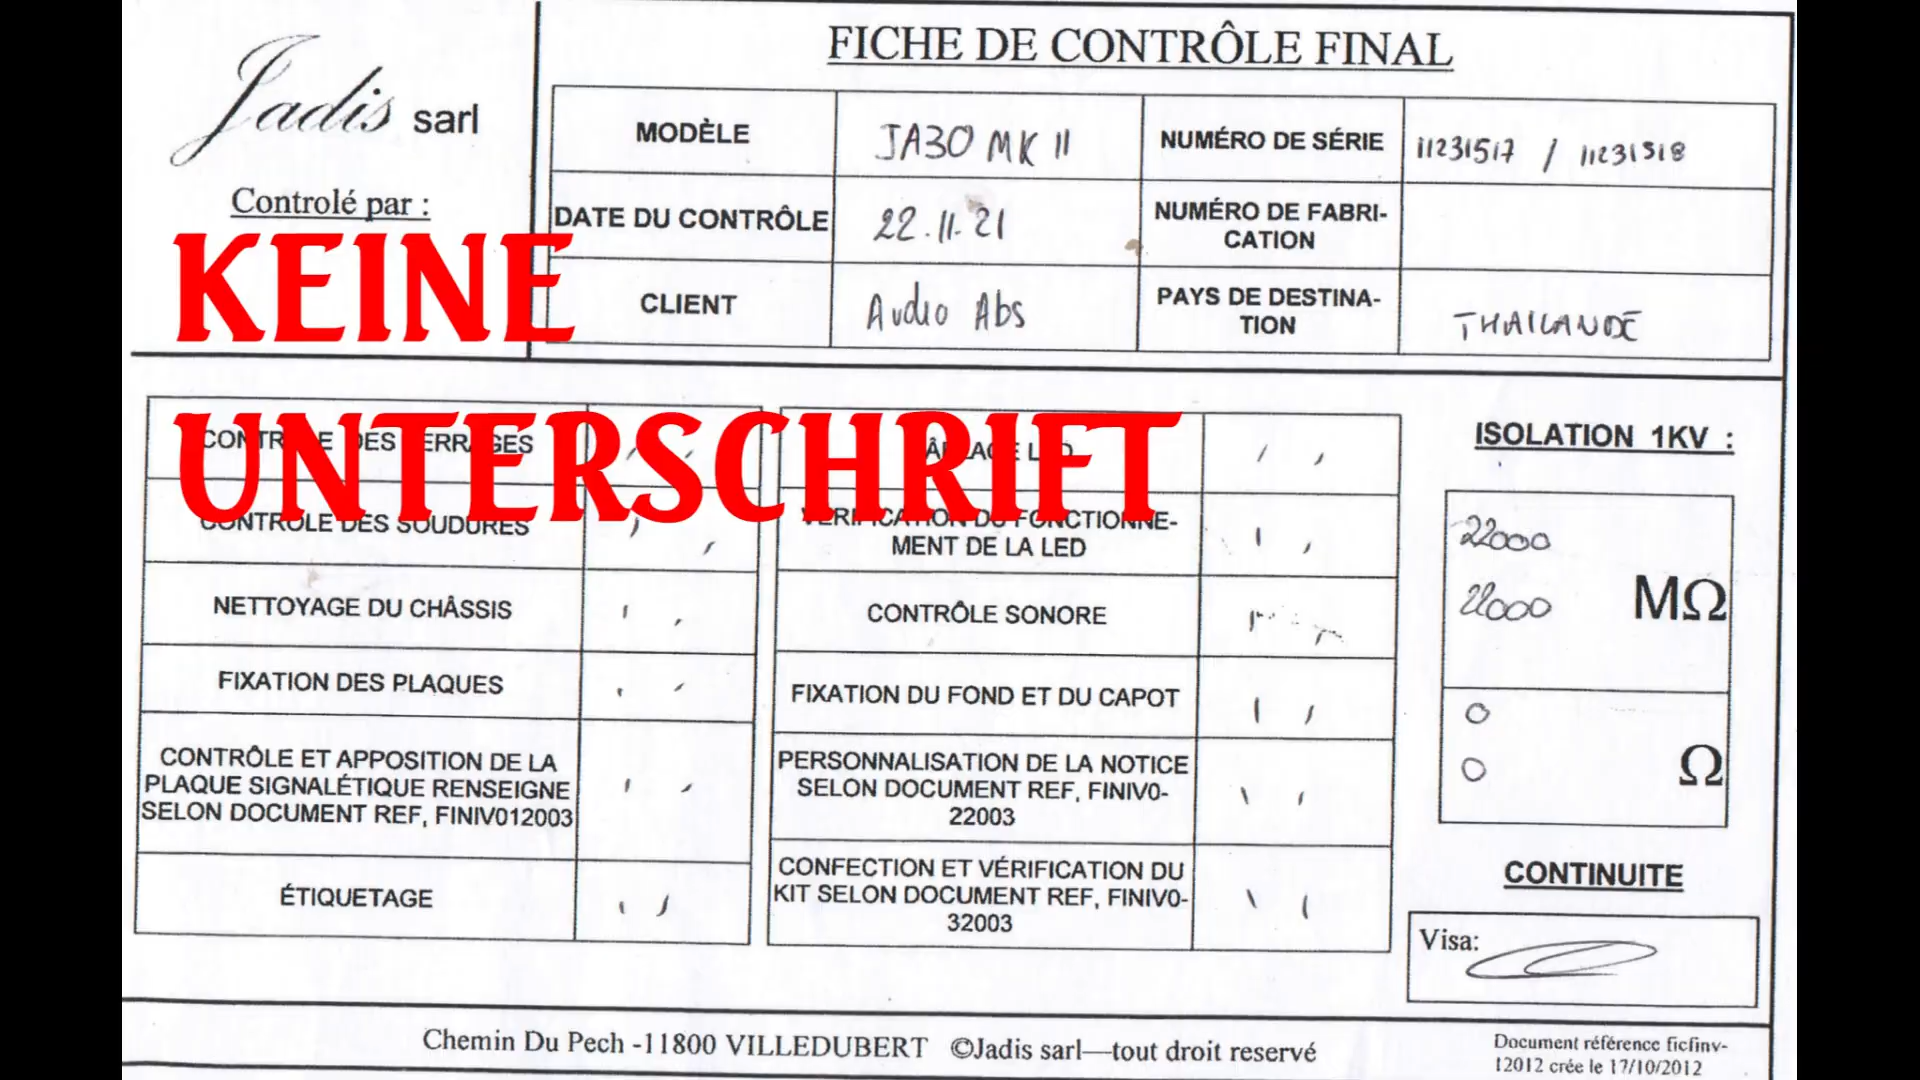 Jadis sarl
Controlé par :
KEINE
UNTERSCHRIFT
FICHE DE CONTRÔLE FINAL
MODÈLE
JA30 MK II
NUMÉRO DE SÉRIE
11231517 / 11231518
DATE DU CONTRÔLE
22.11.21
NUMÉRO DE FABRI-
CATION
CLIENT
Audio Abs
PAYS DE DESTINA-
TION
THAILANDE
CONTRÔLE DES SERRAGES
CÂBLAGE LED
CONTROLE DES SOUDURES
VÉRIFICATION DU FONCTIONNE-
MENT DE LA LED
NETTOYAGE DU CHÂSSIS
CONTRÔLE SONORE
FIXATION DES PLAQUES
FIXATION DU FOND ET DU CAPOT
CONTRÔLE ET APPOSITION DE LA
PLAQUE SIGNALÉTIQUE RENSEIGNE
SELON DOCUMENT REF, FINIV012003
PERSONNALISATION DE LA NOTICE
SELON DOCUMENT REF, FINIV0-
22003
ÉTIQUETAGE
CONFECTION ET VÉRIFICATION DU
KIT SELON DOCUMENT REF, FINIV0-
32003
ISOLATION 1KV :
22000
22000
MΩ
0
0
Ω
CONTINUITE
Visa:
Chemin Du Pech -11800 VILLEDUBERT ©Jadis sarl—tout droit reservé
Document référence ficfinv-
12012 crée le 17/10/2012